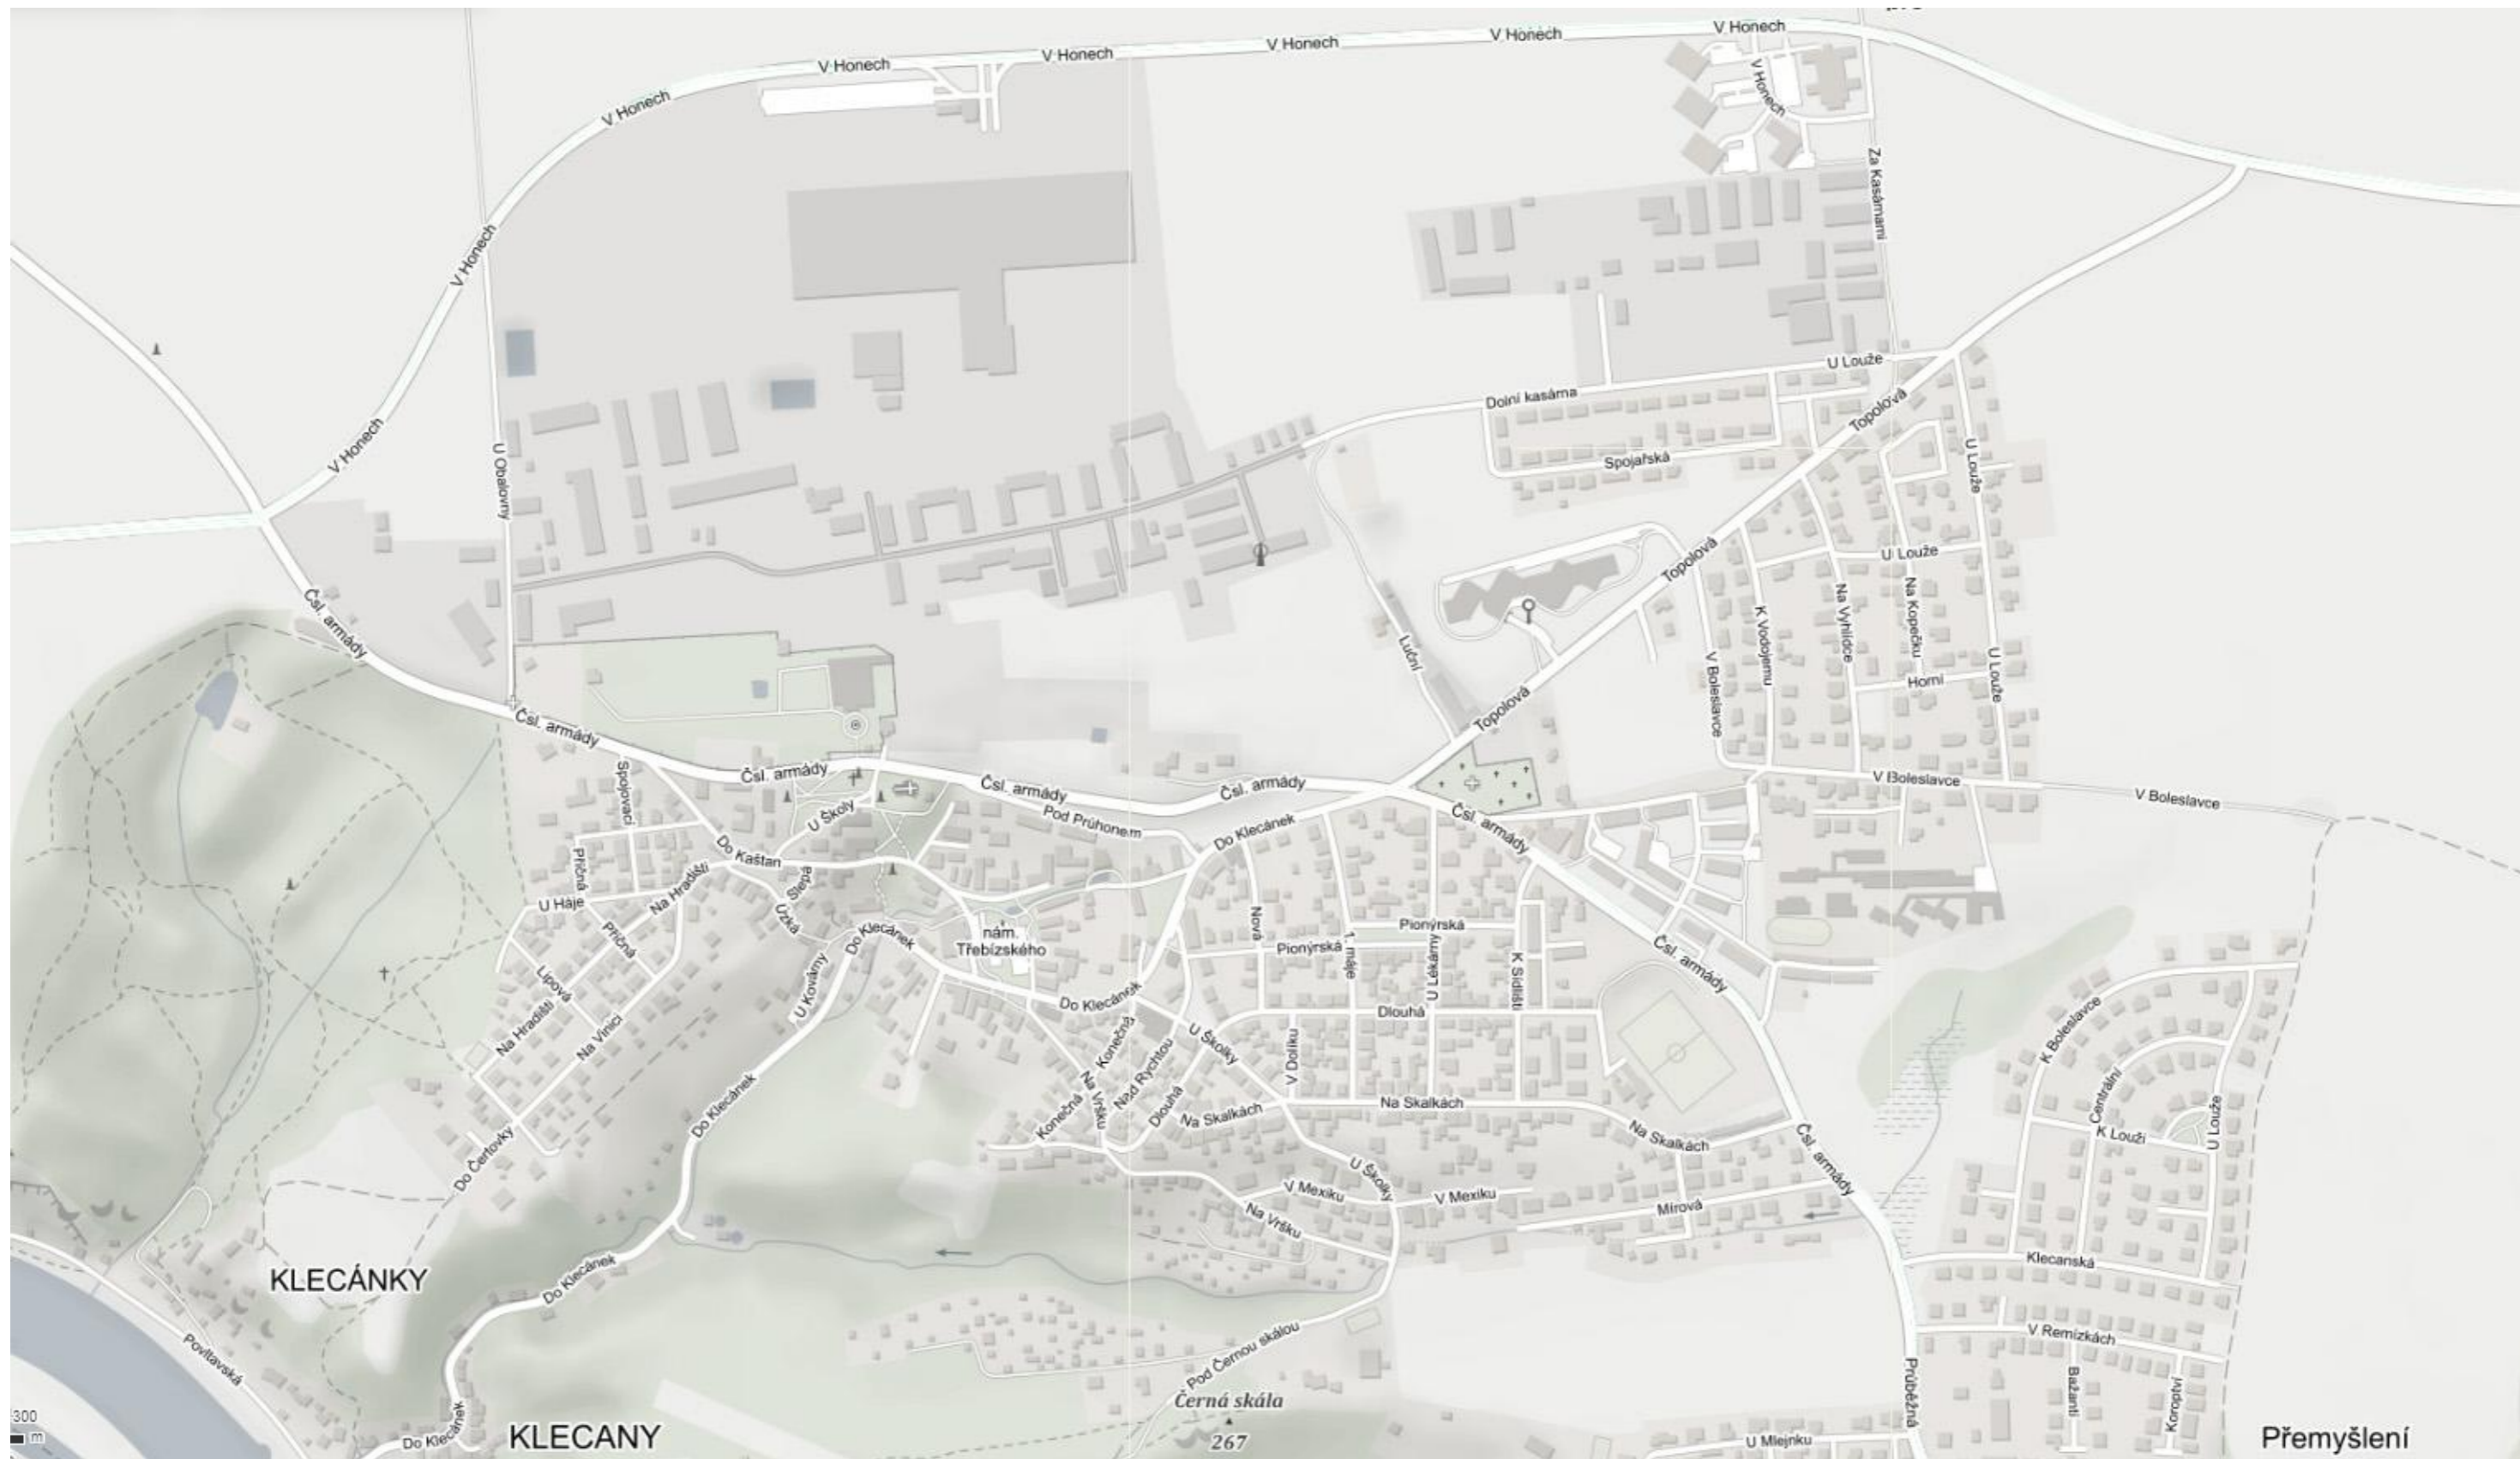 V Honech
V Honech
V Honech
V Honech
V Honech
V Honech
V Honech
V Honech
V Honech
Za Kasárnami
U Louže
Dolní kasárna
Topolová
Spojařská
U Louže
U Obalovny
Topolová
U Louže
Na Kopečku
Na Vyhlídce
K Vodojemu
Čsl. armády
Luční
V Boleslavce
Horní
U Louže
Topolová
Čsl. armády
Čsl. armády
Čsl. armády
Čsl. armády
V Boleslavce
V Boleslavce
Spojovací
U Školy
Pod Průhonem
Do Klecánek
Čsl. armády
Do Kaštan
Příčná
Na Hradišti
Slepá
U Háje
Úzká
Příčná
Do Klecánek
nám.
Třebízského
Nová
Pionýrská
Pionýrská
1. máje
U Lékárny
K Sídlišti
Čsl. armády
Lipová
Na Hradišti
Na Vinici
U Kovárny
Do Klecánek
Dlouhá
U Školky
V Dolíku
Konečná
Nad Rychtou
Na Vršku
Konečná
Dlouhá
Na Skalkách
Na Skalkách
Na Skalkách
K Boleslavce
Centrální
K Louži
U Louže
Do Klecánek
Do Čertovky
Čsl. armády
U Školky
V Mexiku
V Mexiku
Mírová
Na Vršku
Klecanská
KLECÁNKY
Do Klecánek
Povltavská
Pod Černou skálou
V Remízkách
Průběžná
Bažantí
Koroptví
Černá skála
267
300
m
Do Klecánek
KLECANY
U Mlejnku
Přemyšlení